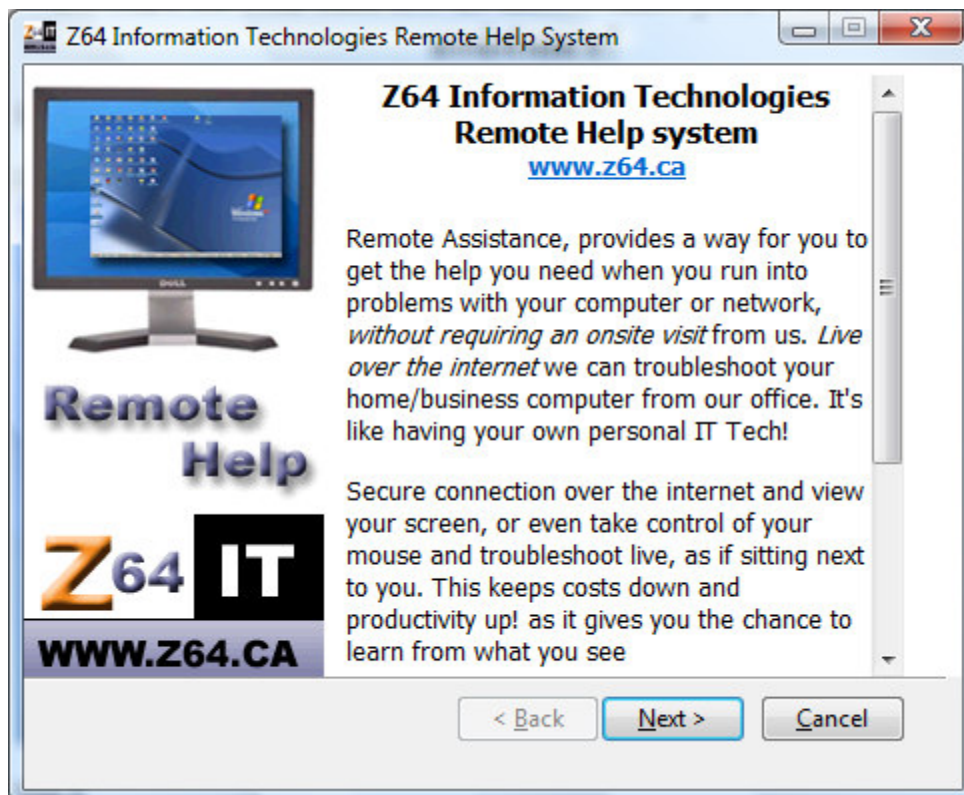 Z64 Information Technologies Remote Help System
Z64 Information Technologies
Remote Help system
www.z64.ca
Remote Assistance, provides a way for you to
get the help you need when you run into
problems with your computer or network,
without requiring an onsite visit from us. Live
over the internet we can troubleshoot your
home/business computer from our office. It's
like having your own personal IT Tech!
Secure connection over the internet and view
your screen, or even take control of your
mouse and troubleshoot live, as if sitting next
to you. This keeps costs down and
productivity up! as it gives you the chance to
learn from what you see
DELL
Remote
Help
Z64 IT
WWW.Z64.CA
< Back
Next >
Cancel